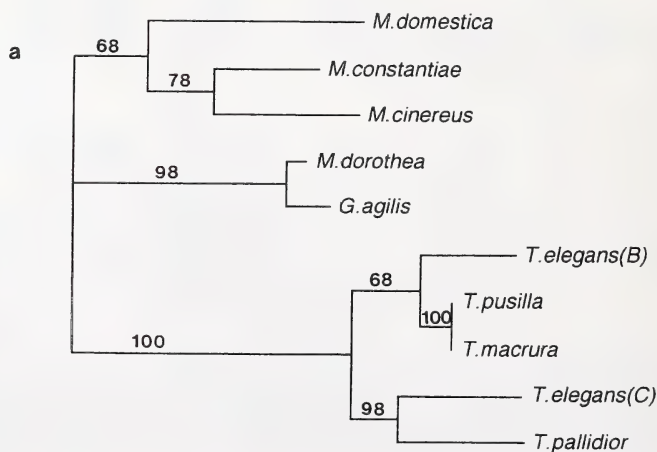 a
M.domestica
68
M.constantiae
78
M.cinereus
M.dorothea
98
G.agilis
T.elegans(B)
68
T.pusilla
100
T.macrura
100
T.elegans(C)
98
T.pallidior